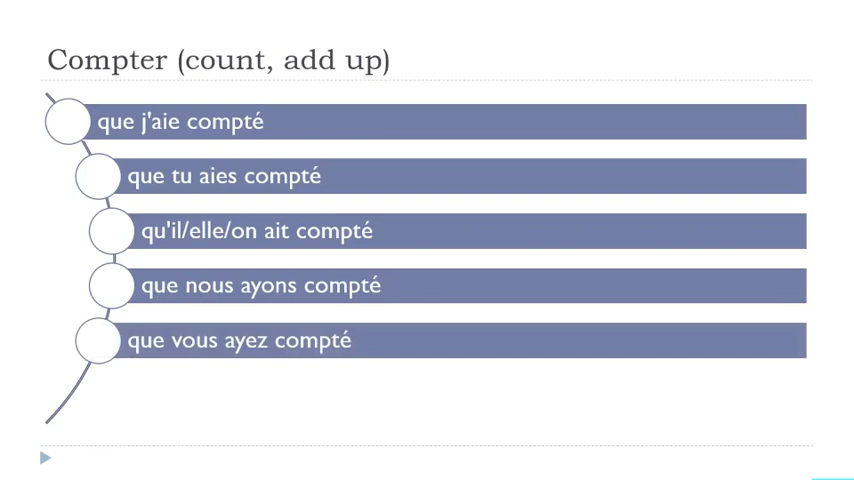 Compter (count, add up)
que j'aie compté
que tu aies compté
qu'il/elle/on ait compté
que nous ayons compté
que vous ayez compté